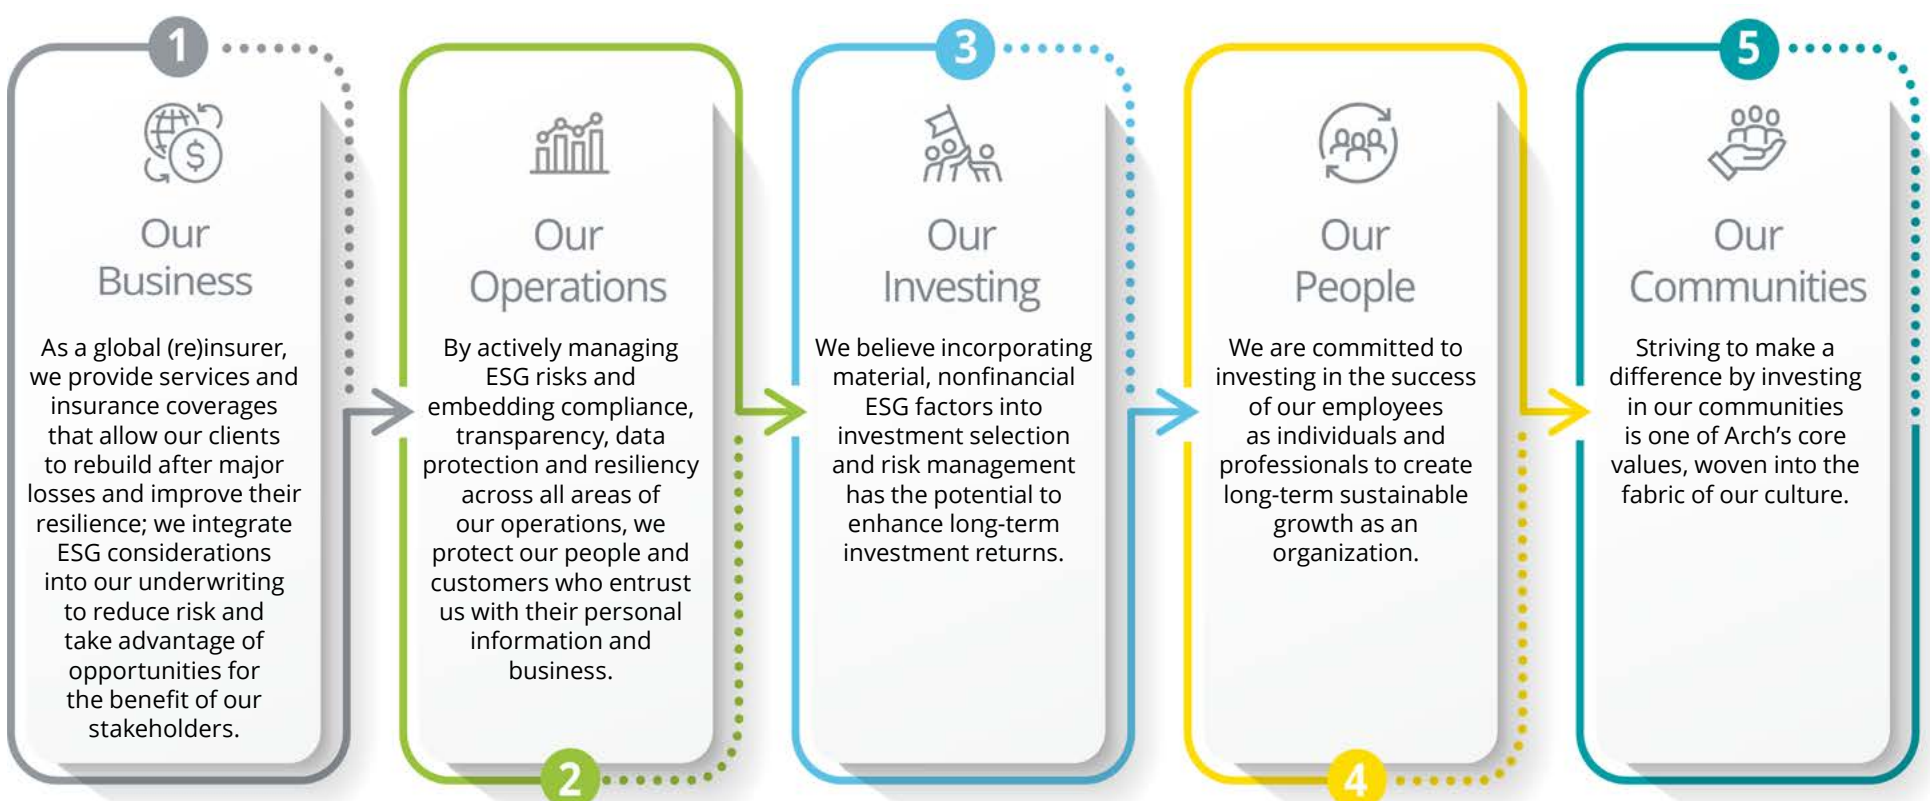 1
Our
Business
As a global (re)insurer,
we provide services and
insurance coverages
that allow our clients
to rebuild after major
losses and improve their
resilience; we integrate
ESG considerations
into our underwriting
to reduce risk and
take advantage of
opportunities for
the benefit of our
stakeholders.
Our
Operations
By actively managing
ESG risks and
embedding compliance,
transparency, data
protection and resiliency
across all areas of
our operations, we
protect our people and
customers who entrust
us with their personal
information and
business.
2
3
Our
Investing
We believe incorporating
material, nonfinancial
ESG factors into
investment selection
and risk management
has the potential to
enhance long-term
investment returns.
Our
People
We are committed to
investing in the success
of our employees
as individuals and
professionals to create
long-term sustainable
growth as an
organization.
4
5
Our
Communities
Striving to make a
difference by investing
in our communities
is one of Arch’s core
values, woven into the
fabric of our culture.